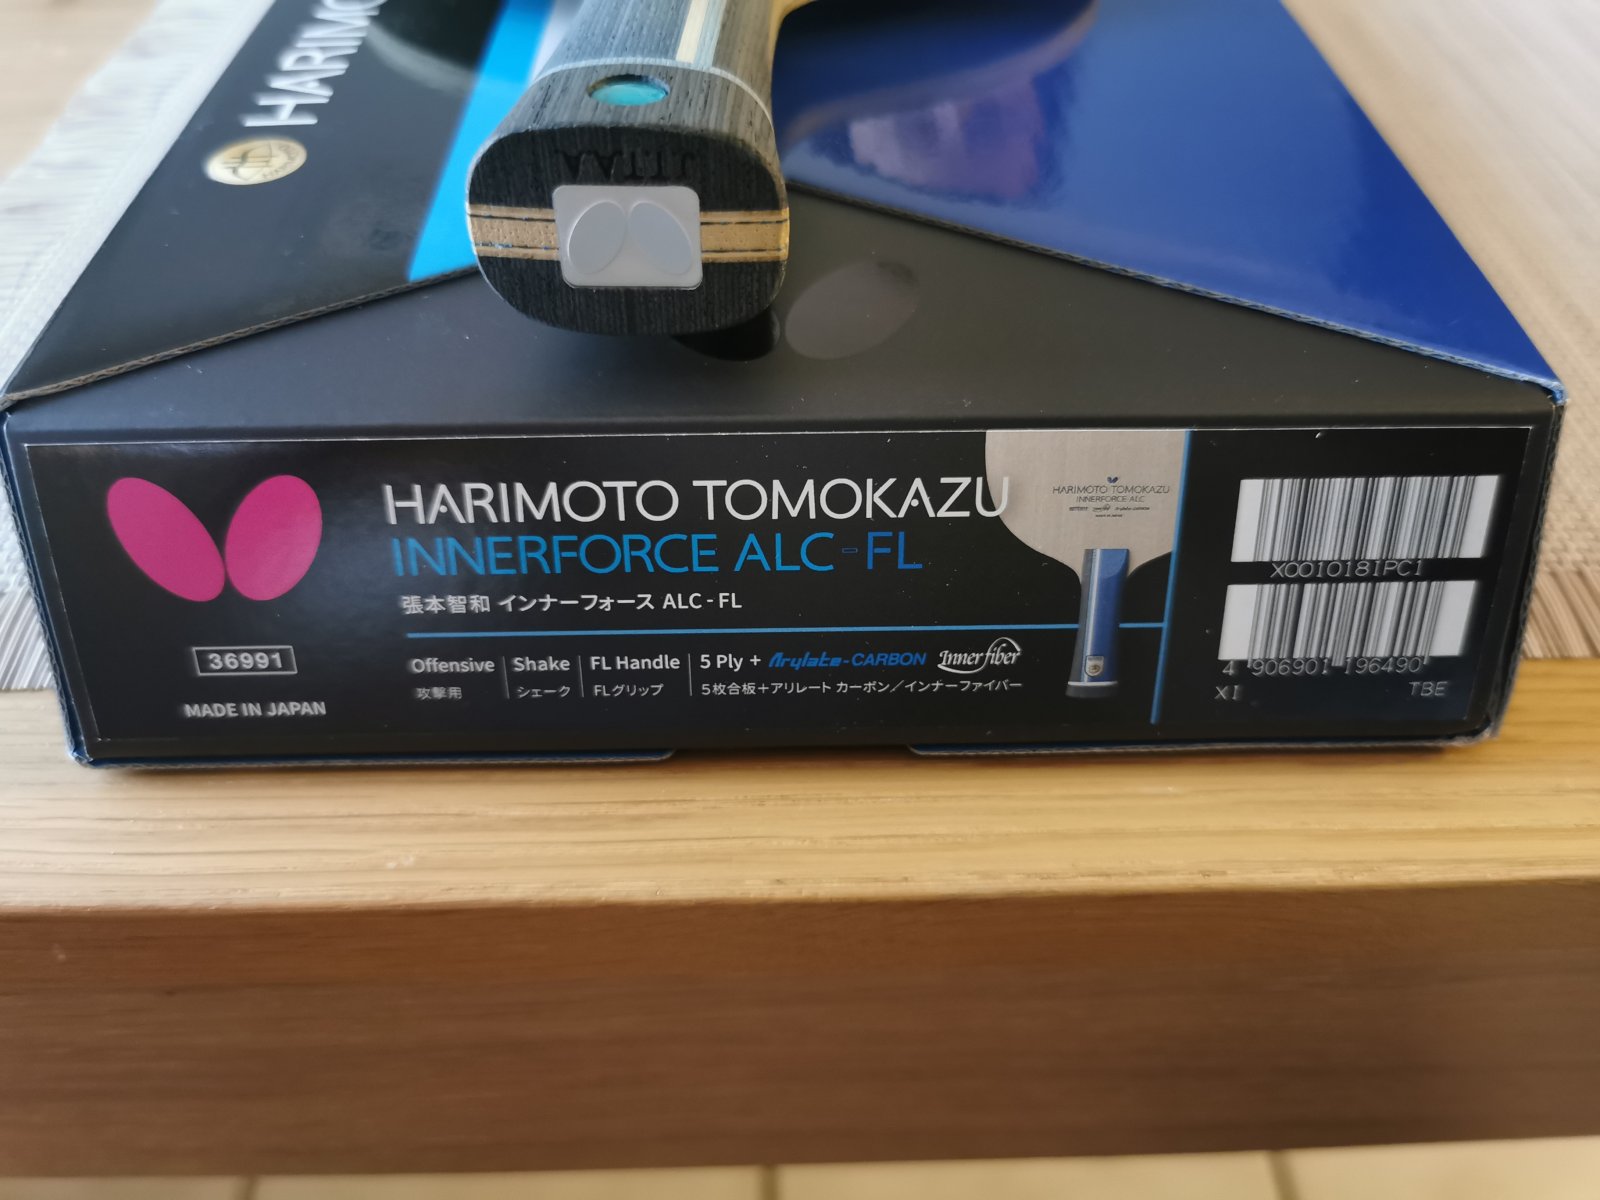 HARIMO
JTTAA
HARIMOTO TOMOKAZU
INNERFORCE ALC-FL
張本智和 インナーフォース ALC-FL
36991
MADE IN JAPAN
Offensive
攻撃用
Shake
シェーク
FL Handle
FLグリップ
5 Ply + Arylate-CARBON Innerfiber
5枚合板+アリレート カーボン/インナーファイバー
HARIMOTO TOMOKAZU
INNERFORCE ALC
X0010181PC1
4 906901 196490
XI TBE